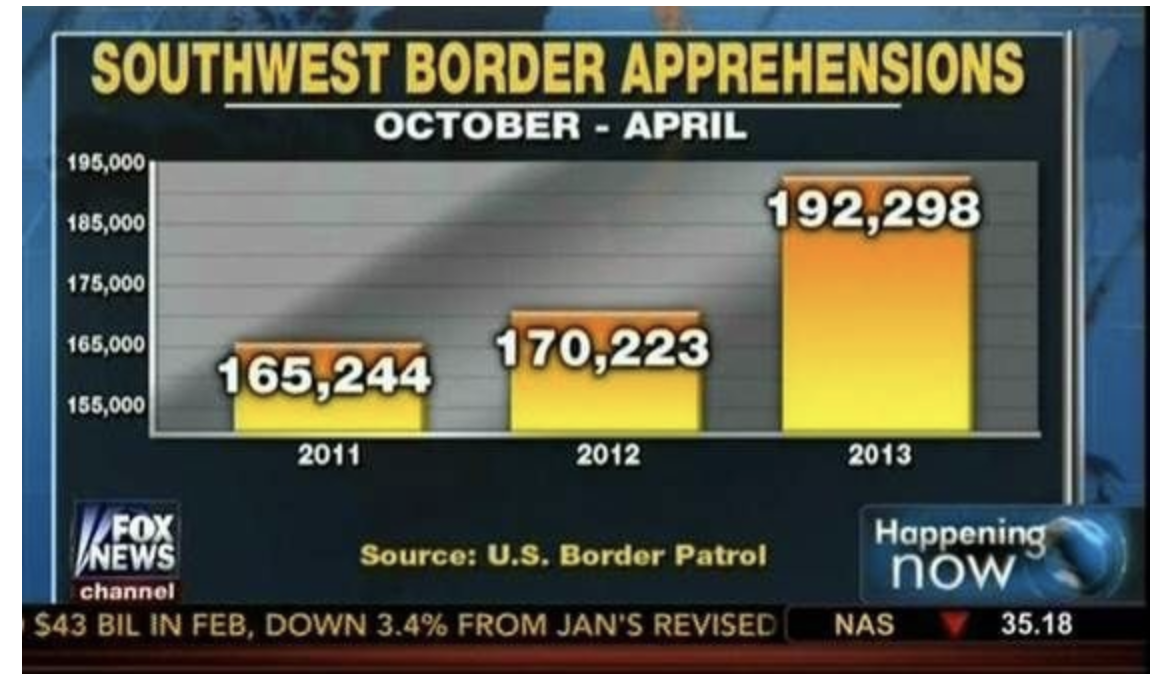 SOUTHWEST BORDER APPREHENSIONS
OCTOBER - APRIL
195,000
185,000
175,000
165,000
155,000
165,244
170,223
192,298
2011
2012
2013
FOX
NEWS
channel
Source: U.S. Border Patrol
Happening
now
$43 BIL IN FEB, DOWN 3.4% FROM JAN'S REVISED
NAS ▼ 35.18